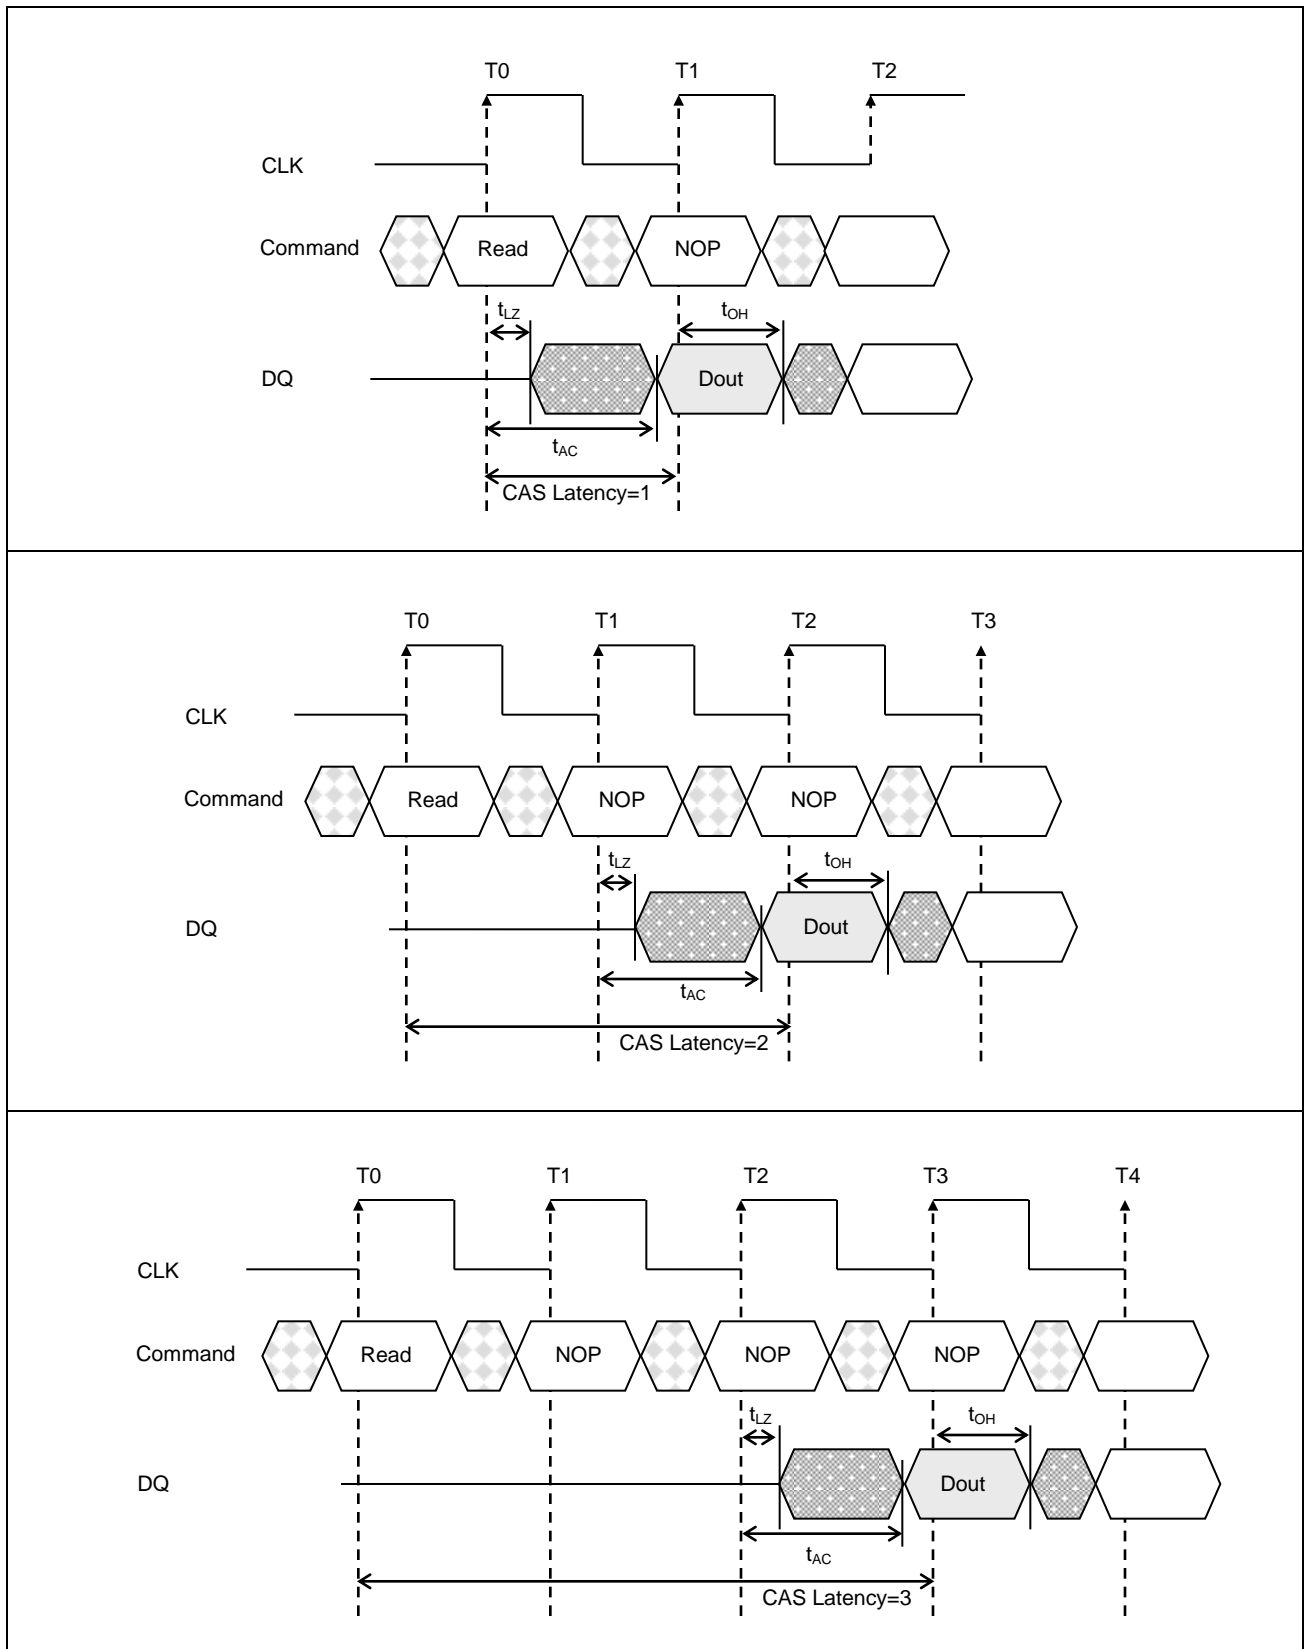 T0 T1 T2
CLK
Command Read NOP
tLZ tOH
DQ Dout
tAC
CAS Latency=1
T0 T1 T2 T3
CLK
Command Read NOP NOP
tLZ tOH
DQ Dout
tAC
CAS Latency=2
T0 T1 T2 T3 T4
CLK
Command Read NOP NOP NOP
tLZ tOH
DQ Dout
tAC
CAS Latency=3